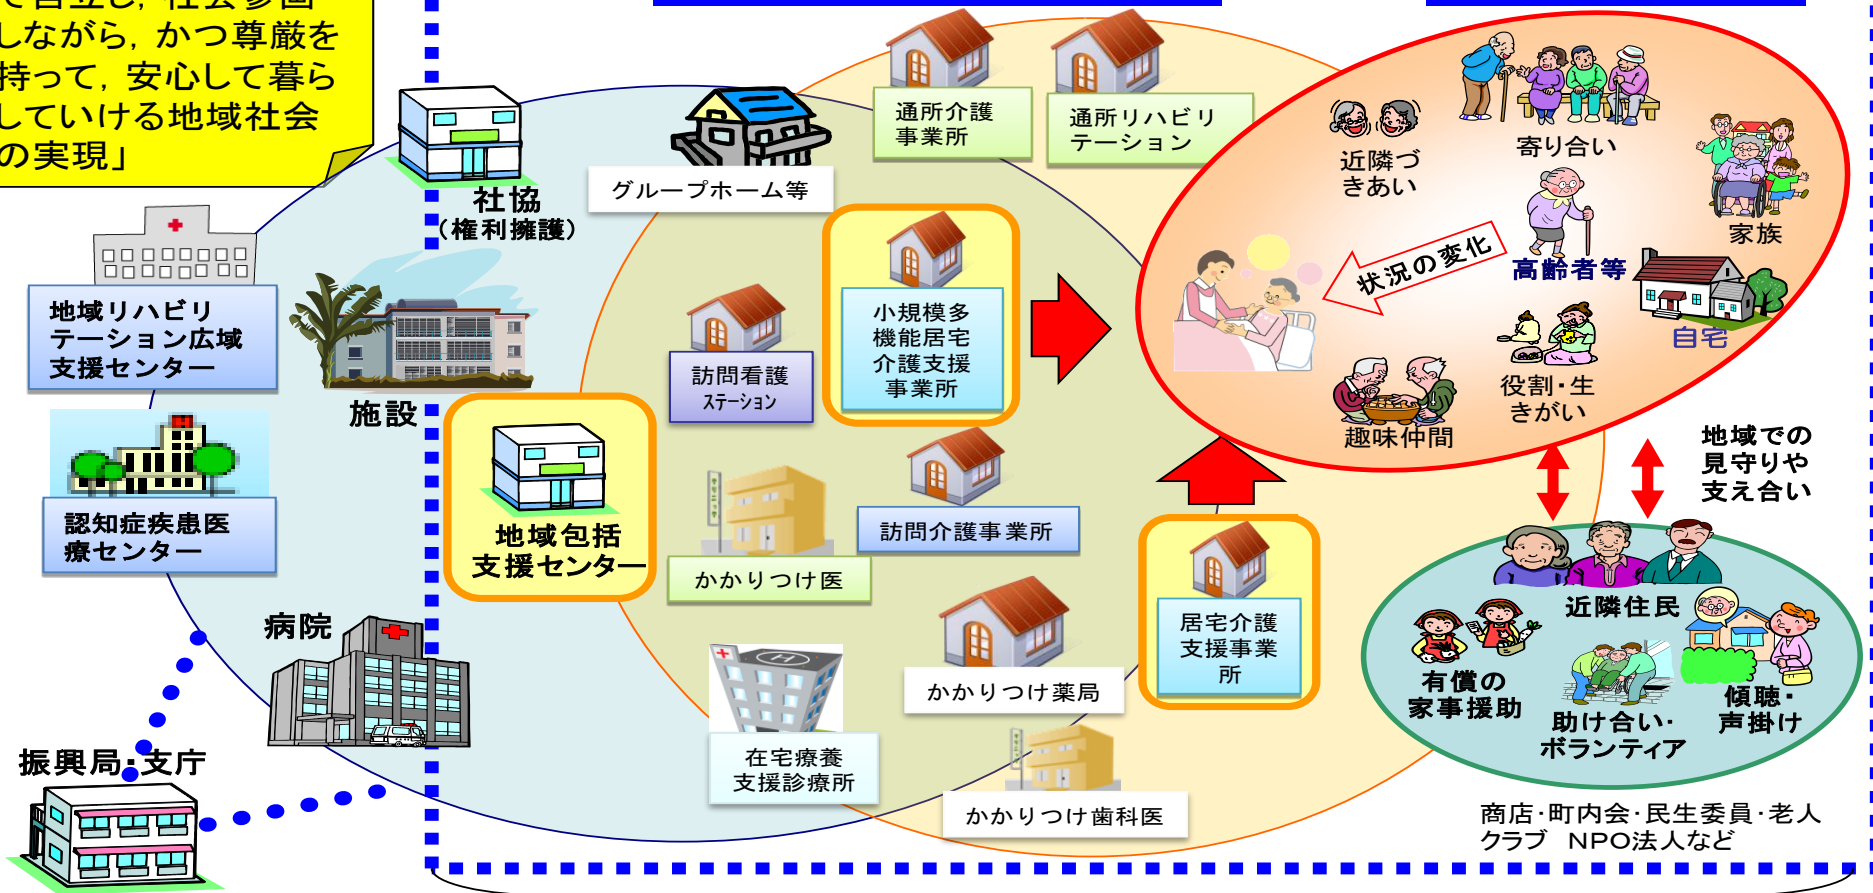 で自立し，社会参画
しながら，かつ尊厳を
持って，安心して暮ら
していける地域社会
の実現」
社協
（権利擁護）
グループホーム等
通所介護
事業所
通所リハビリ
テーション
近隣づ
きあい
寄り合い
家族
高齢者等
状況の変化
自宅
役割・生
きがい
趣味仲間
地域リハビリ
テーション広域
支援センター
施設
訪問看護
ステーション
小規模多
機能居宅
介護支援
事業所
認知症疾患医
療センター
地域包括
支援センター
かかりつけ医
訪問介護事業所
地域での
見守りや
支え合い
病院
居宅介護
支援事業
所
かかりつけ薬局
在宅療養
支援診療所
かかりつけ歯科医
近隣住民
有償の
家事援助
助け合い・
ボランティア
傾聴・
声掛け
振興局・支庁
商店・町内会・民生委員・老人
クラブ　NPO法人など